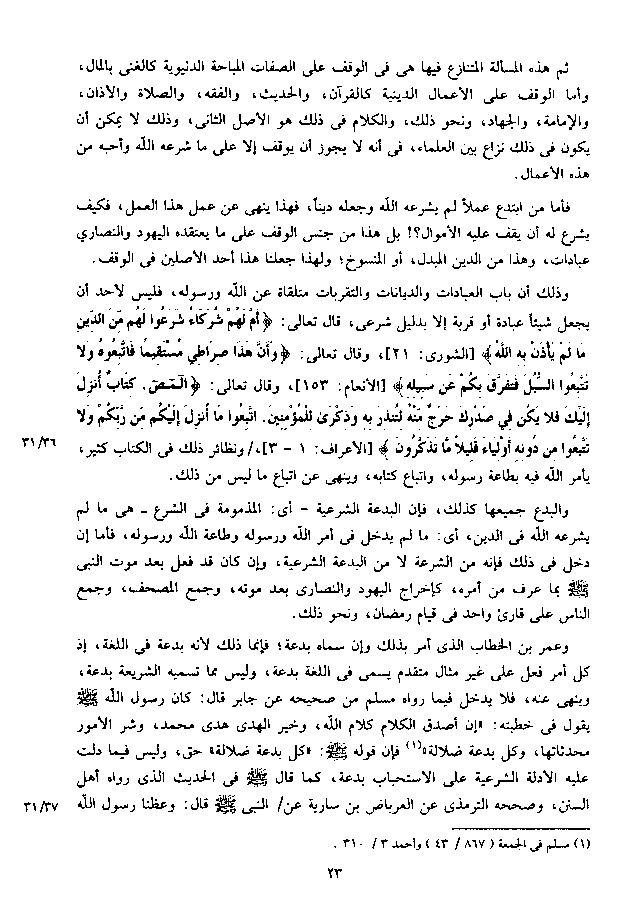 ثم هذه المسألة المتنازع فيها هى فى الوقف على الصفات المباحة الدنيوية كالغنى بالمال،
وأما الوقف على الأعمال الدينية كالقرآن، والحديث، والفقه، والصلاة والأذان،
والإمامة، والجهاد، ونحو ذلك، والكلام فى ذلك هو الأصل الثانى، وذلك لا يمكن أن
يكون فى ذلك نزاع بين العلماء، فى أنه لا يجوز أن يوقف إلا على ما شرعه الله وأحبه من
هذه الأعمال.
فأما من ابتدع عملاً لم يشرعه الله وجعله ديناً، فهذا ينهى عن عمل هذا العمل، فكيف
يشرع له أن يقف عليه الأموال؟! بل هذا من جنس الوقف على ما يعتقده اليهود والنصارى
عبادات، وهذا من الدين المبدل، أو المنسوخ؛ ولهذا جعلنا هذا أحد الأصلين فى الوقف.
وذلك أن باب العبادات والديانات والتقربات متلقاة عن الله ورسوله، فليس لأحد أن
يجعل شيئاً عبادة أو قربة إلا بدليل شرعى، قال تعالى: ﴿أَمْ لَهُمْ شُرَكَاءُ شَرَعُوا لَهُم مِّنَ الدِّينِ
مَا لَمْ يَأْذَنْ بِهِ اللَّهُ﴾ [الشورى: ٢١]، وقال تعالى: ﴿وَأَنَّ هَذَا صِرَاطِي مُسْتَقِيمًا فَاتَّبِعُوهُ وَلا
تَتَّبِعُوا السُّبُلَ فَتَفَرَّقَ بِكُمْ عَن سَبِيلِهِ﴾ [الأنعام: ١٥٣]، وقال تعالى: ﴿الٓمٓصٓ. كِتَابٌ أُنزِلَ
إِلَيْكَ فَلا يَكُن فِي صَدْرِكَ حَرَجٌ مِّنْهُ لِتُنذِرَ بِهِ وَذِكْرَىٰ لِلْمُؤْمِنِينَ. اتَّبِعُوا مَا أُنزِلَ إِلَيْكُم مِّن رَّبِّكُمْ وَلا
تَتَّبِعُوا مِن دُونِهِ أَوْلِيَاءَ قَلِيلاً مَّا تَذَكَّرُونَ﴾ [الأعراف: ١ - ٣]،/ ونظائر ذلك فى الكتاب كثير،
٣١/٣٦
يأمر الله فيه بطاعة رسوله، واتباع كتابه، وينهى عن اتباع ما ليس من ذلك.
والبدع جميعها كذلك، فإن البدعة الشرعية - أى: المذمومة فى الشرع - هى ما لم
يشرعه الله فى الدين، أى: ما لم يدخل فى أمر الله ورسوله وطاعة الله ورسوله، فأما إن
دخل فى ذلك فإنه من الشرعة لا من البدعة الشرعية، وإن كان قد فعل بعد موت النبى
ﷺ بما عرف من أمره، كإخراج اليهود والنصارى بعد موته، وجمع المصحف، وجمع
الناس على قارئ واحد فى قيام رمضان، ونحو ذلك.
وعمر بن الخطاب الذى أمر بذلك وإن سماه بدعة؛ فإنما ذلك لأنه بدعة فى اللغة، إذ
كل أمر فعل على غير مثال متقدم يسمى فى اللغة بدعة، وليس مما تسميه الشريعة بدعة،
وينهى عنه، فلا يدخل فيما رواه مسلم من صحيحه عن جابر قال: كان رسول الله ﷺ
يقول فى خطبته: «إن أصدق الكلام كلام الله، وخير الهدى هدى محمد، وشر الأمور
محدثاتها، وكل بدعة ضلالة»(١) فإن قوله ﷺ: «كل بدعة ضلالة» حق، وليس فيما دلت
عليه الأدلة الشرعية على الاستحباب بدعة، كما قال ﷺ فى الحديث الذى رواه أهل
السنن، وصححه الترمذى عن العرباض بن سارية عن/ النبى ﷺ قال: وعظنا رسول الله
٣١/٣٧
(١) مسلم فى الجمعة ( ٨٦٧ / ٤٣ ) وأحمد ٣ / ٣١٠ .
٢٣